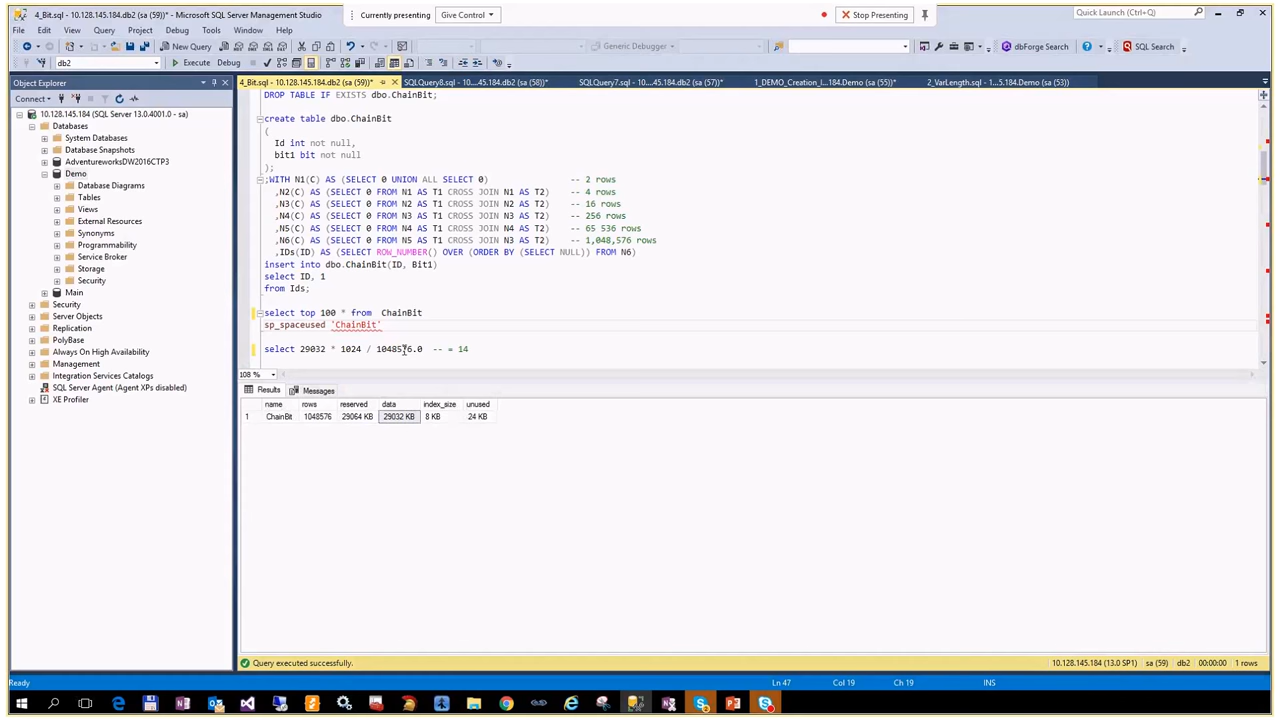 4_Bit.sql - 10.128.145.184.db2 (sa (59))* - Microsoft SQL Server Management Studio
Currently presenting
Give Control
Stop Presenting
Quick Launch (Ctrl+Q)
File Edit View Query Project Debug Tools Window Help
New Query
Generic Debugger
dbForge Search
SQL Search
db2
Execute
Debug
Object Explorer
4_Bit.sql - 10.128.145.184.db2 (sa (59))*
SQLQuery8.sql - 10....45.184.db2 (sa (58))*
SQLQuery7.sql - 10....45.184.db2 (sa (57))*
1_DEMO_Creation_I...5.184.Demo (sa (55))*
2_VarLength.sql - 10....5.184.Demo (sa (53))
Connect
10.128.145.184 (SQL Server 13.0.4001.0 - sa)
Databases
System Databases
Database Snapshots
AdventureworksDW2016CTP3
Demo
Database Diagrams
Tables
Views
External Resources
Synonyms
Programmability
Service Broker
Storage
Security
Main
Security
Server Objects
Replication
PolyBase
Always On High Availability
Management
Integration Services Catalogs
SQL Server Agent (Agent XPs disabled)
XE Profiler
DROP TABLE IF EXISTS dbo.ChainBit;
create table dbo.ChainBit
(
Id int not null,
bit1 bit not null
);
;WITH N1(C) AS (SELECT 0 UNION ALL SELECT 0) -- 2 rows
,N2(C) AS (SELECT 0 FROM N1 AS T1 CROSS JOIN N1 AS T2) -- 4 rows
,N3(C) AS (SELECT 0 FROM N2 AS T1 CROSS JOIN N2 AS T2) -- 16 rows
,N4(C) AS (SELECT 0 FROM N3 AS T1 CROSS JOIN N3 AS T2) -- 256 rows
,N5(C) AS (SELECT 0 FROM N4 AS T1 CROSS JOIN N4 AS T2) -- 65 536 rows
,N6(C) AS (SELECT 0 FROM N5 AS T1 CROSS JOIN N3 AS T2) -- 1,048,576 rows
,IDs(ID) AS (SELECT ROW_NUMBER() OVER (ORDER BY (SELECT NULL)) FROM N6)
insert into dbo.ChainBit(ID, Bit1)
select ID, 1
from Ids;
select top 100 * from ChainBit
sp_spaceused 'ChainBit'
select 29032 * 1024 / 1048576.0 -- = 14
108 %
Results
Messages
name rows reserved data index_size unused
1 ChainBit 1048576 29064 KB 29032 KB 8 KB 24 KB
Query executed successfully.
10.128.145.184 (13.0 SP1)
sa (59)
db2
00:00:00
1 rows
Ready
Ln 47
Col 19
Ch 19
INS